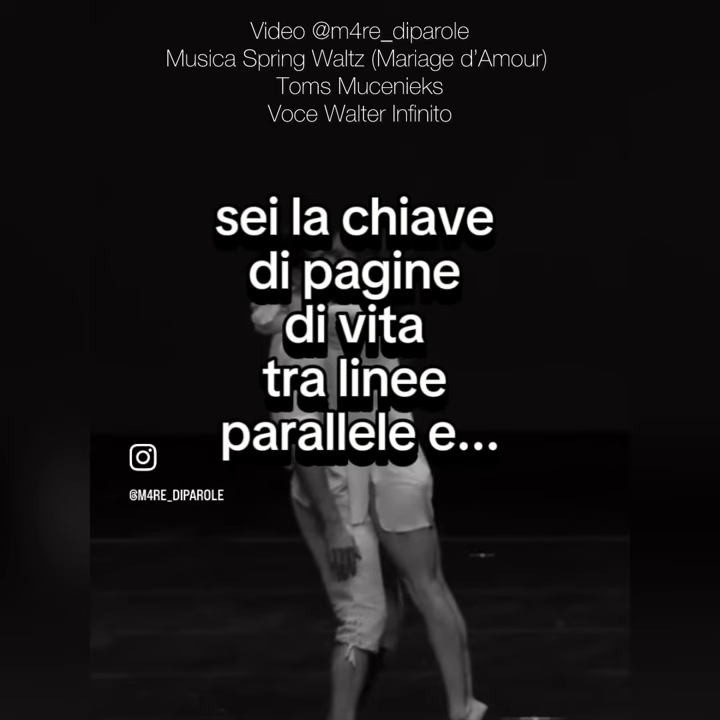 Video @m4re_diparole
Musica Spring Waltz (Mariage d'Amour)
Toms Mucenieks
Voce Walter Infinito
sei la chiave
di pagine
di vita
tra linee
parallele e...
@M4RE_DIPAROLE